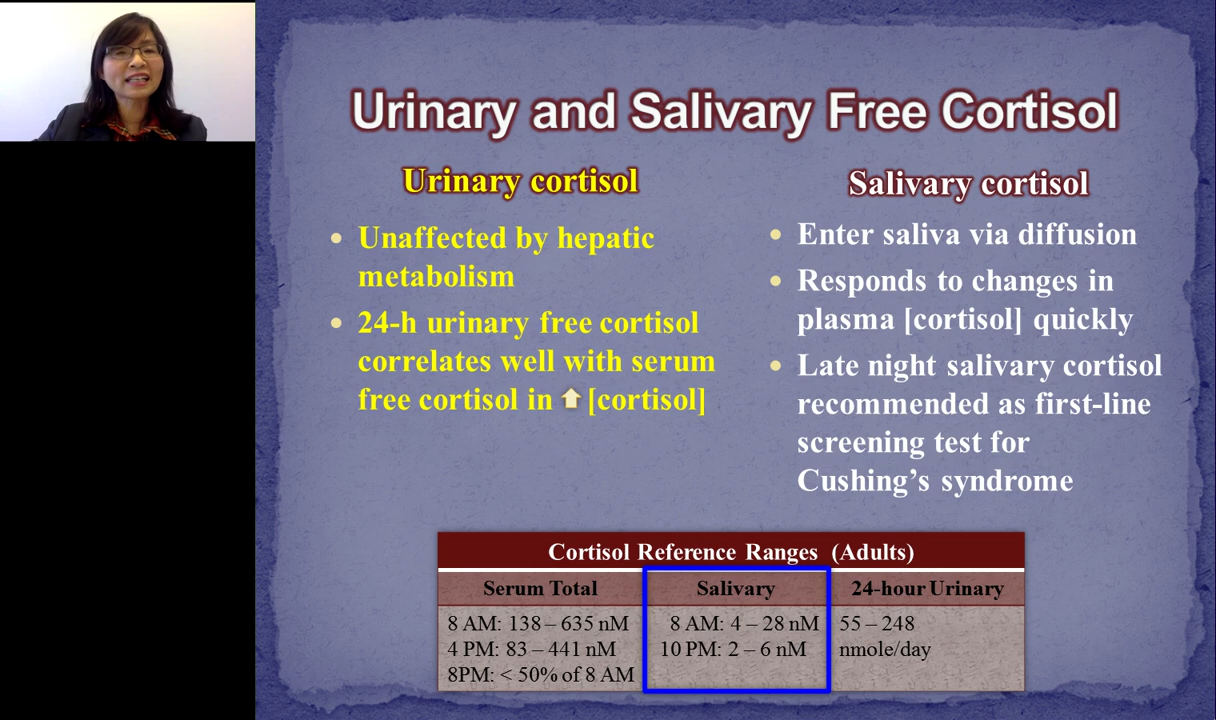 Urinary and Salivary Free Cortisol
Urinary cortisol
• Unaffected by hepatic
metabolism
• 24-h urinary free cortisol
correlates well with serum
free cortisol in ⬆ [cortisol]
Salivary cortisol
• Enter saliva via diffusion
• Responds to changes in
plasma [cortisol] quickly
• Late night salivary cortisol
recommended as first-line
screening test for
Cushing’s syndrome
Cortisol Reference Ranges (Adults)
Serum Total Salivary 24-hour Urinary
8 AM: 138 – 635 nM 8 AM: 4 – 28 nM 55 – 248
4 PM: 83 – 441 nM 10 PM: 2 – 6 nM nmole/day
8PM: < 50% of 8 AM